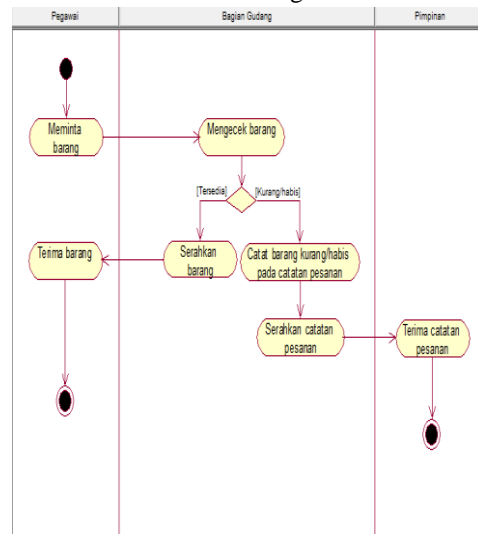 Pegawai
Bagian Gudang
Pimpinan
Meminta
barang
Mengecek barang
[Tersedia]
[Kurang/habis]
Terima barang
Serahkan
barang
Catat barang kurang/habis
pada catatan pesanan
Serahkan catatan
pesanan
Terima catatan
pesanan